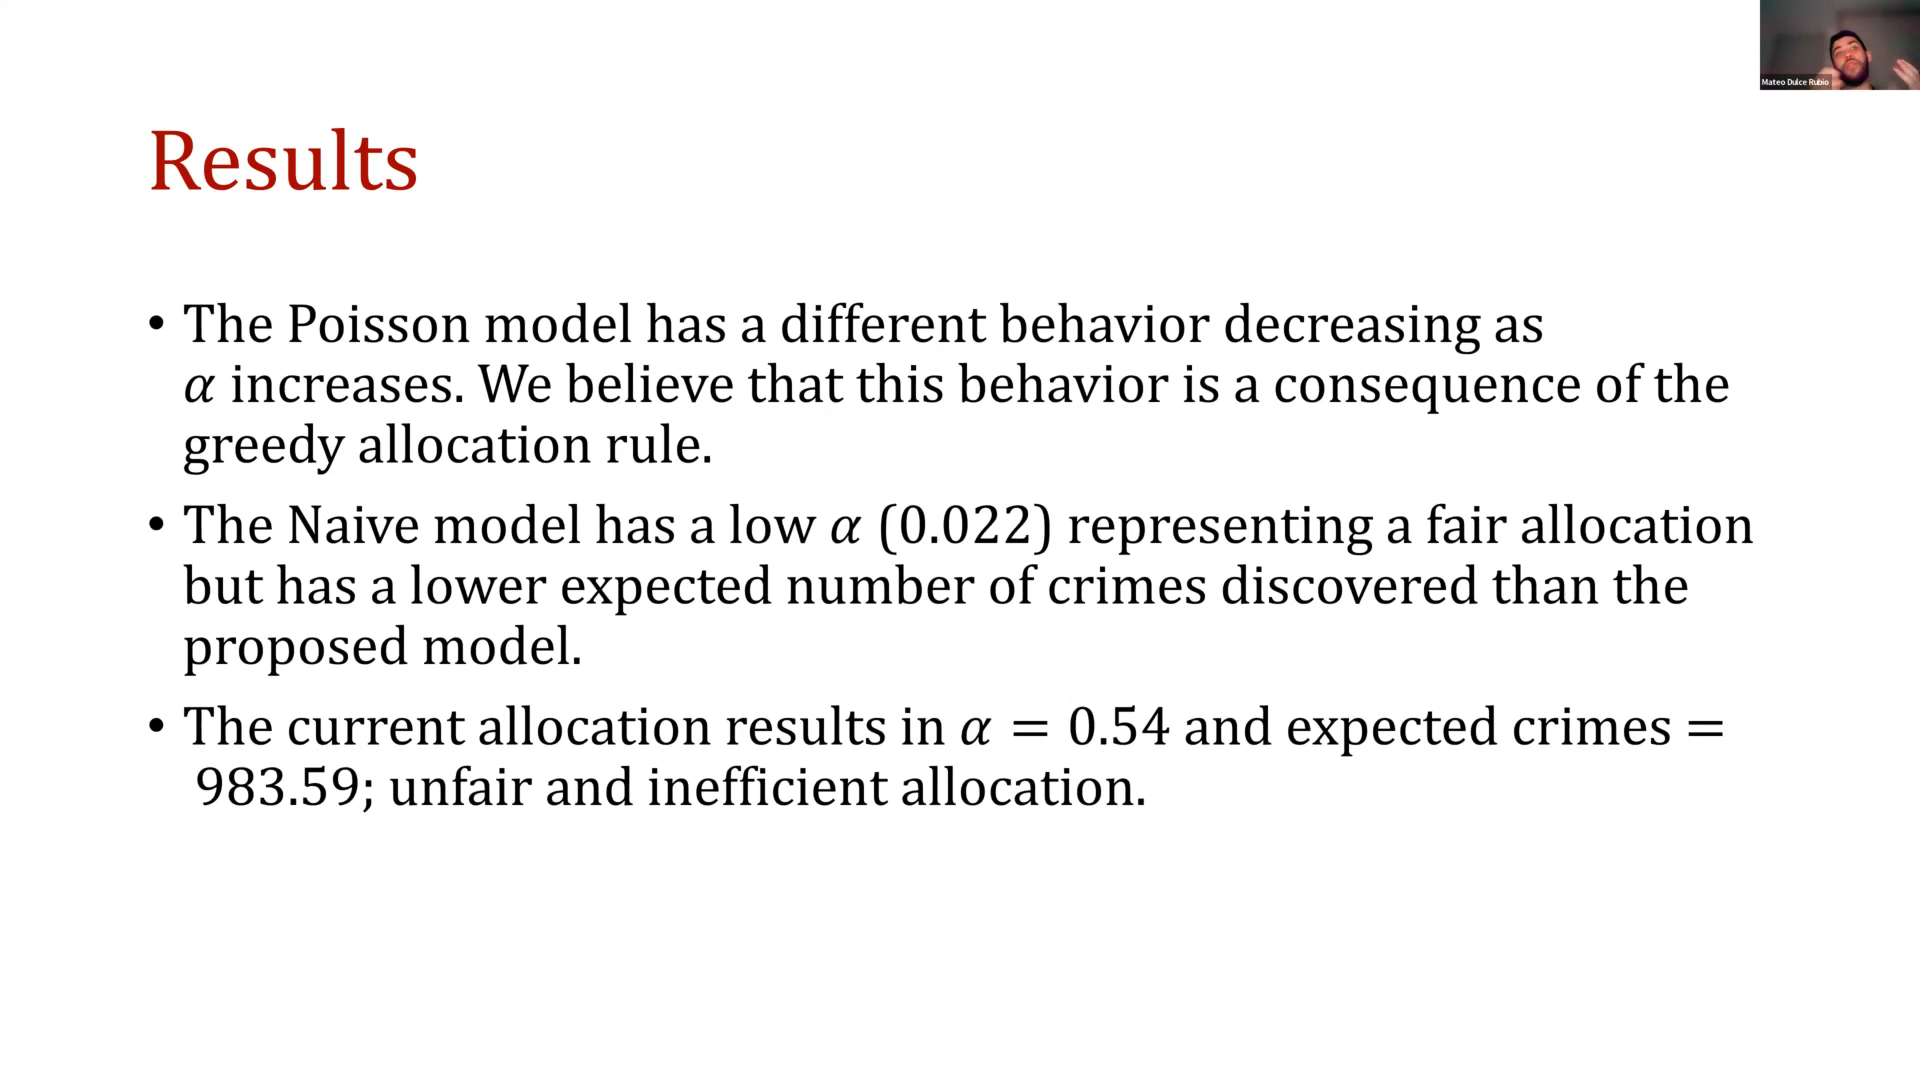 Mateo Dulce Rubio
Results
• The Poisson model has a different behavior decreasing as
α increases. We believe that this behavior is a consequence of the
greedy allocation rule.
• The Naive model has a low α (0.022) representing a fair allocation
but has a lower expected number of crimes discovered than the
proposed model.
• The current allocation results in α = 0.54 and expected crimes =
983.59; unfair and inefficient allocation.